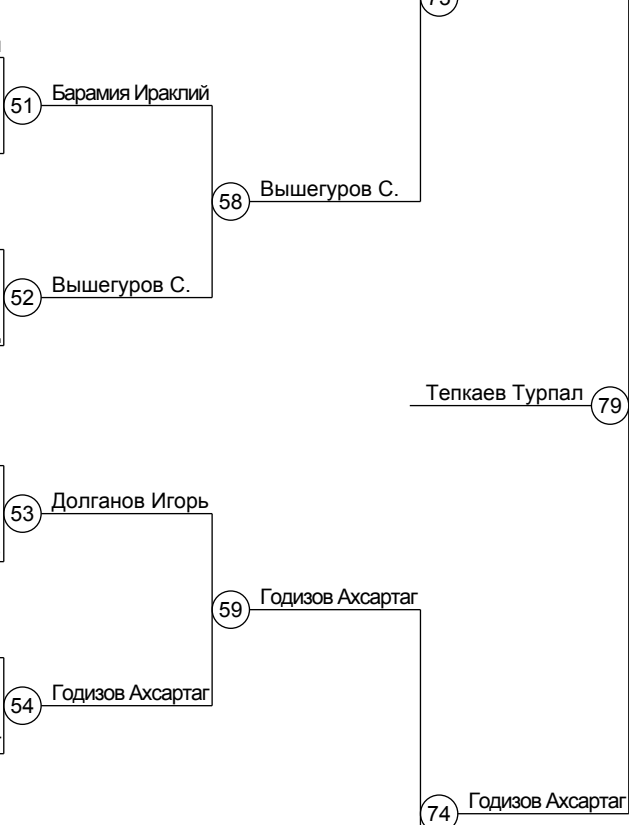 51 Барамия Ираклий
58 Вышегуров С.
52 Вышегуров С.
Тепкаев Турпал 79
53 Долганов Игорь
59 Годизов Ахсартаг
54 Годизов Ахсартаг
74 Годизов Ахсартаг